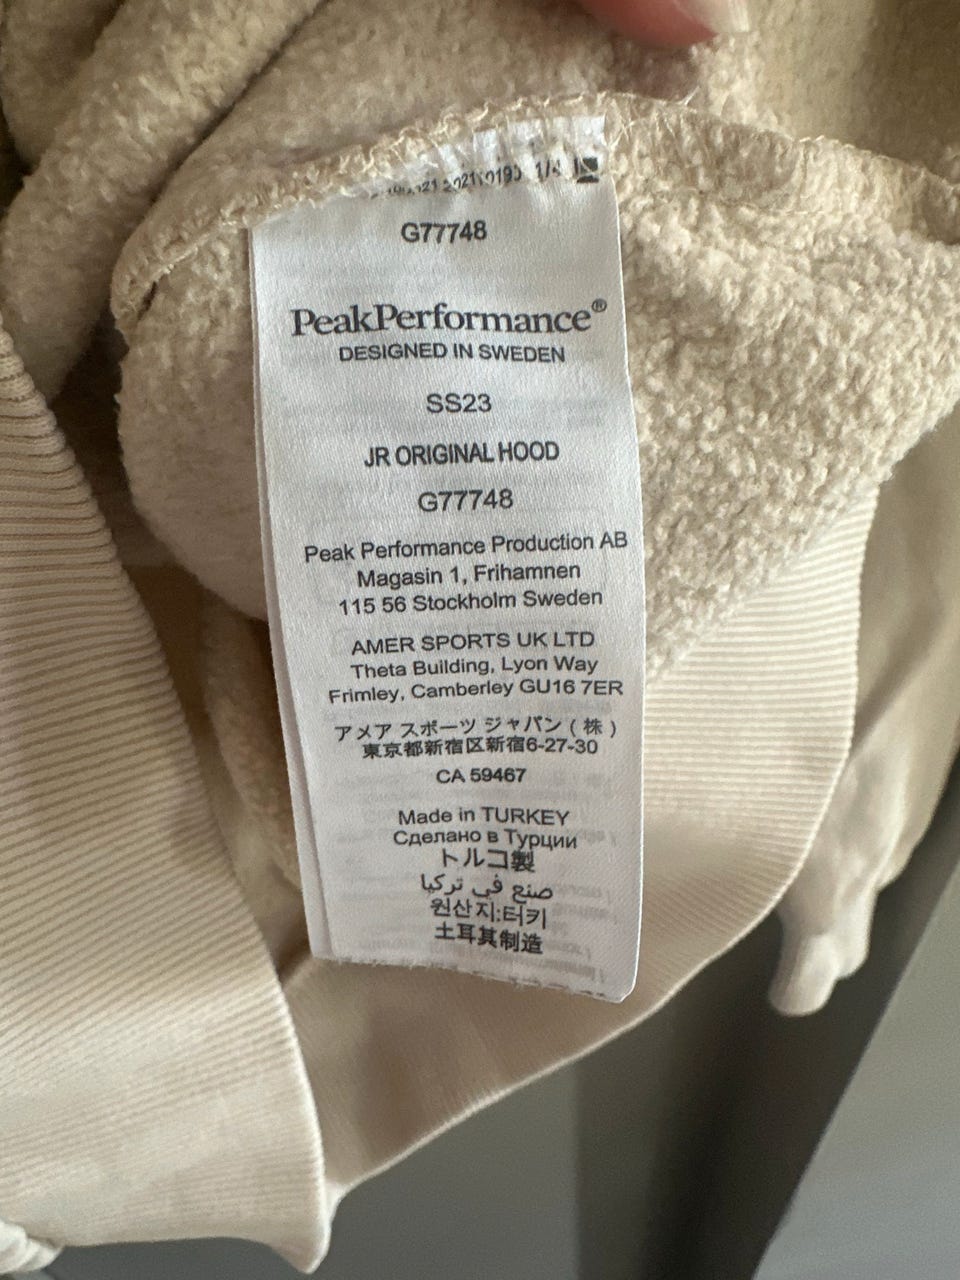 1/4
G77748
PeakPerformance®
DESIGNED IN SWEDEN
SS23
JR ORIGINAL HOOD
G77748
Peak Performance Production AB
Magasin 1, Frihamnen
115 56 Stockholm Sweden
AMER SPORTS UK LTD
Theta Building, Lyon Way
Frimley, Camberley GU16 7ER
アメア スポーツ ジャパン ( 株 )
東京都新宿区新宿6-27-30
CA 59467
Made in TURKEY
Сделано в Турции
トルコ製
صنع في تركيا
원산지:터키
土耳其制造